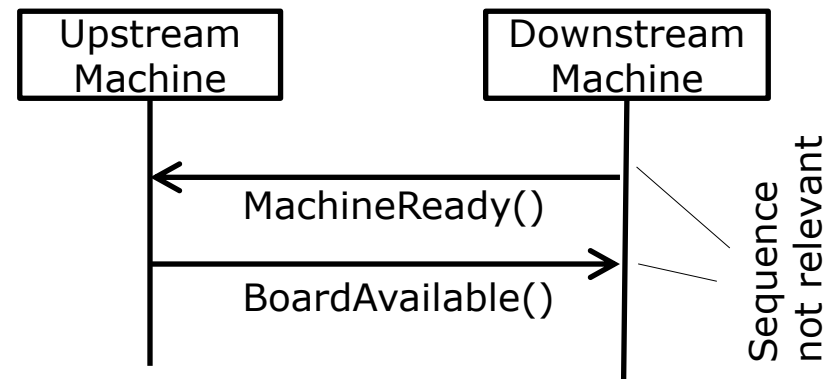 Upstream
Machine
Downstream
Machine
MachineReady()
BoardAvailable()
Sequence
not relevant